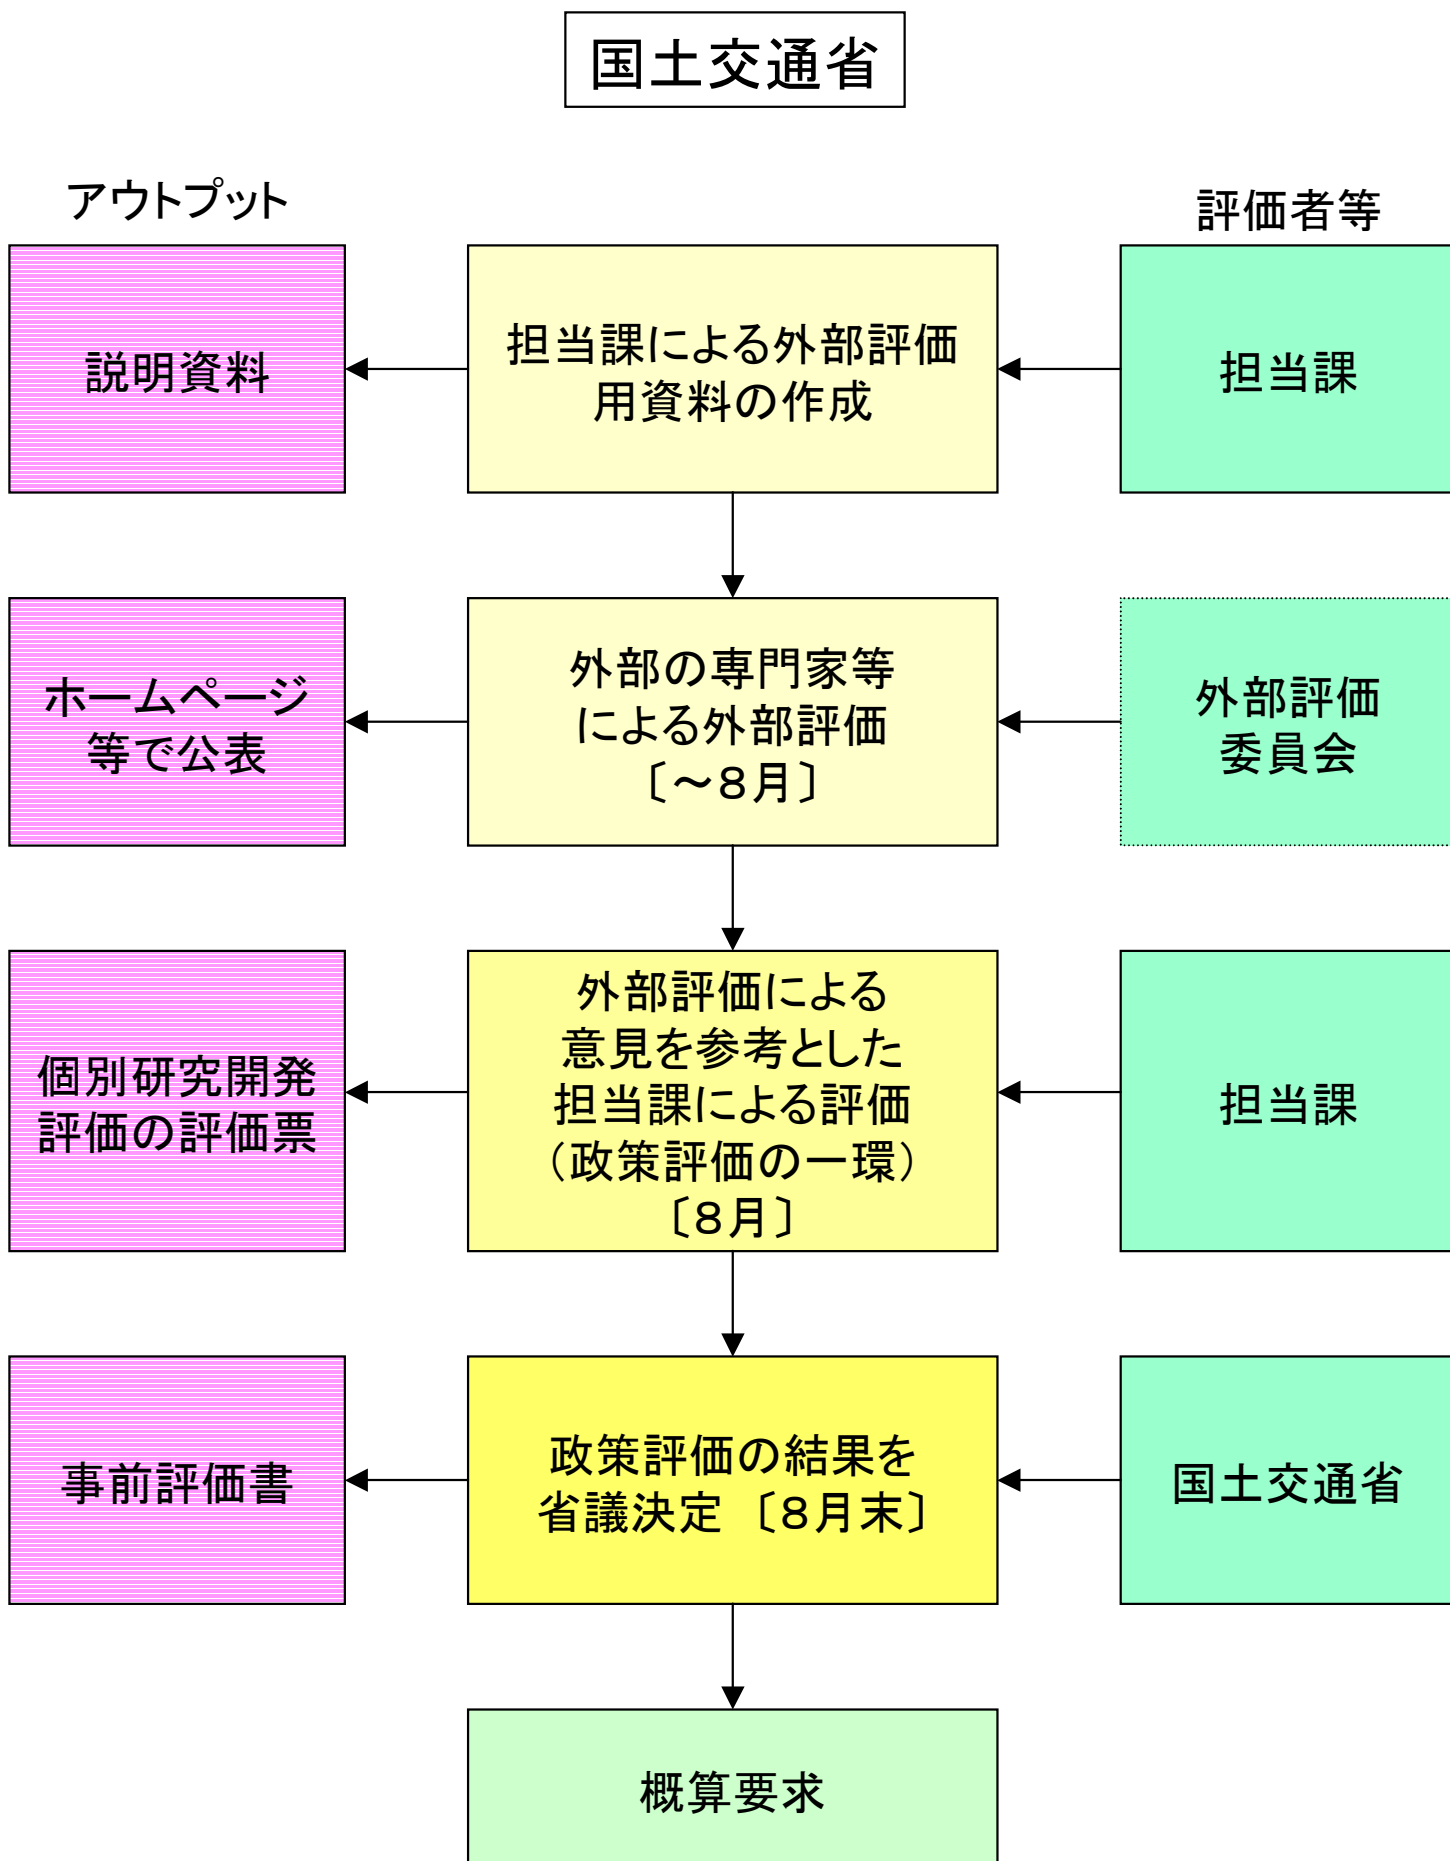 国土交通省
アウトプット
評価者等
説明資料
担当課による外部評価
用資料の作成
担当課
ホームページ
等で公表
外部の専門家等
による外部評価
〔～８月〕
外部評価
委員会
個別研究開発
評価の評価票
外部評価による
意見を参考とした
担当課による評価
（政策評価の一環）
〔８月〕
担当課
事前評価書
政策評価の結果を
省議決定 〔８月末〕
国土交通省
概算要求